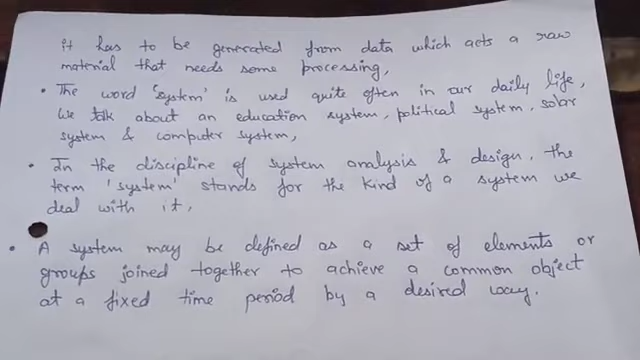 it has to be generated from data which acts a raw
material that needs some processing,
• The word 'system' is used quite often in our daily life,
We talk about an education system, political system, solar
system & computer system,
• In the discipline of system analysis & design, the
term 'system' stands for the kind of a system we
deal with it,
• A system may be defined as a set of elements or
groups joined together to achieve a common object
at a fixed time period by a desired way.